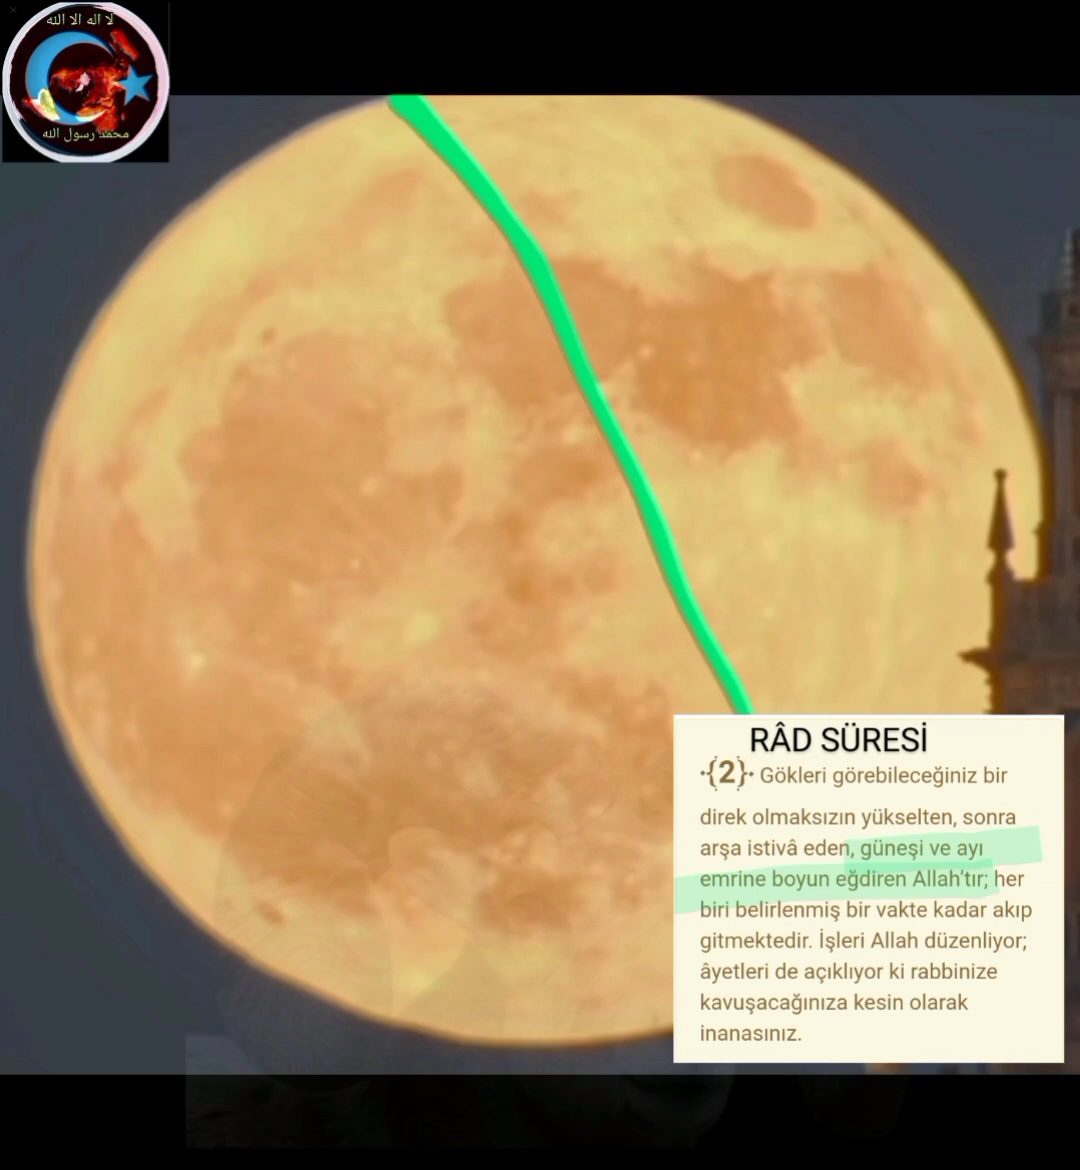 لا اله الا الله
محمد رسول الله
RÂD SÜRESİ
{2} Gökleri görebileceğiniz bir
direk olmaksızın yükselten, sonra
arşa istivâ eden, güneşi ve ayı
emrine boyun eğdiren Allah’tır; her
biri belirlenmiş bir vakte kadar akıp
gitmektedir. İşleri Allah düzenliyor;
âyetleri de açıklıyor ki rabbinize
kavuşacağınıza kesin olarak
inanasınız.